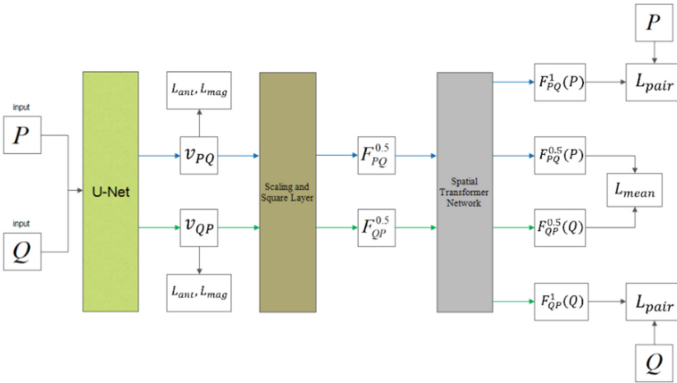 P
input
P
input
Q
U-Net
L_ant, L_mag
v_PQ
v_QP
L_ant, L_mag
Scaling and
Square Layer
F_PQ^0.5
F_QP^0.5
Spatial
Transformer
Network
F_PQ^1(P)
L_pair
F_PQ^0.5(P)
L_mean
F_QP^0.5(Q)
F_QP^1(Q)
L_pair
Q